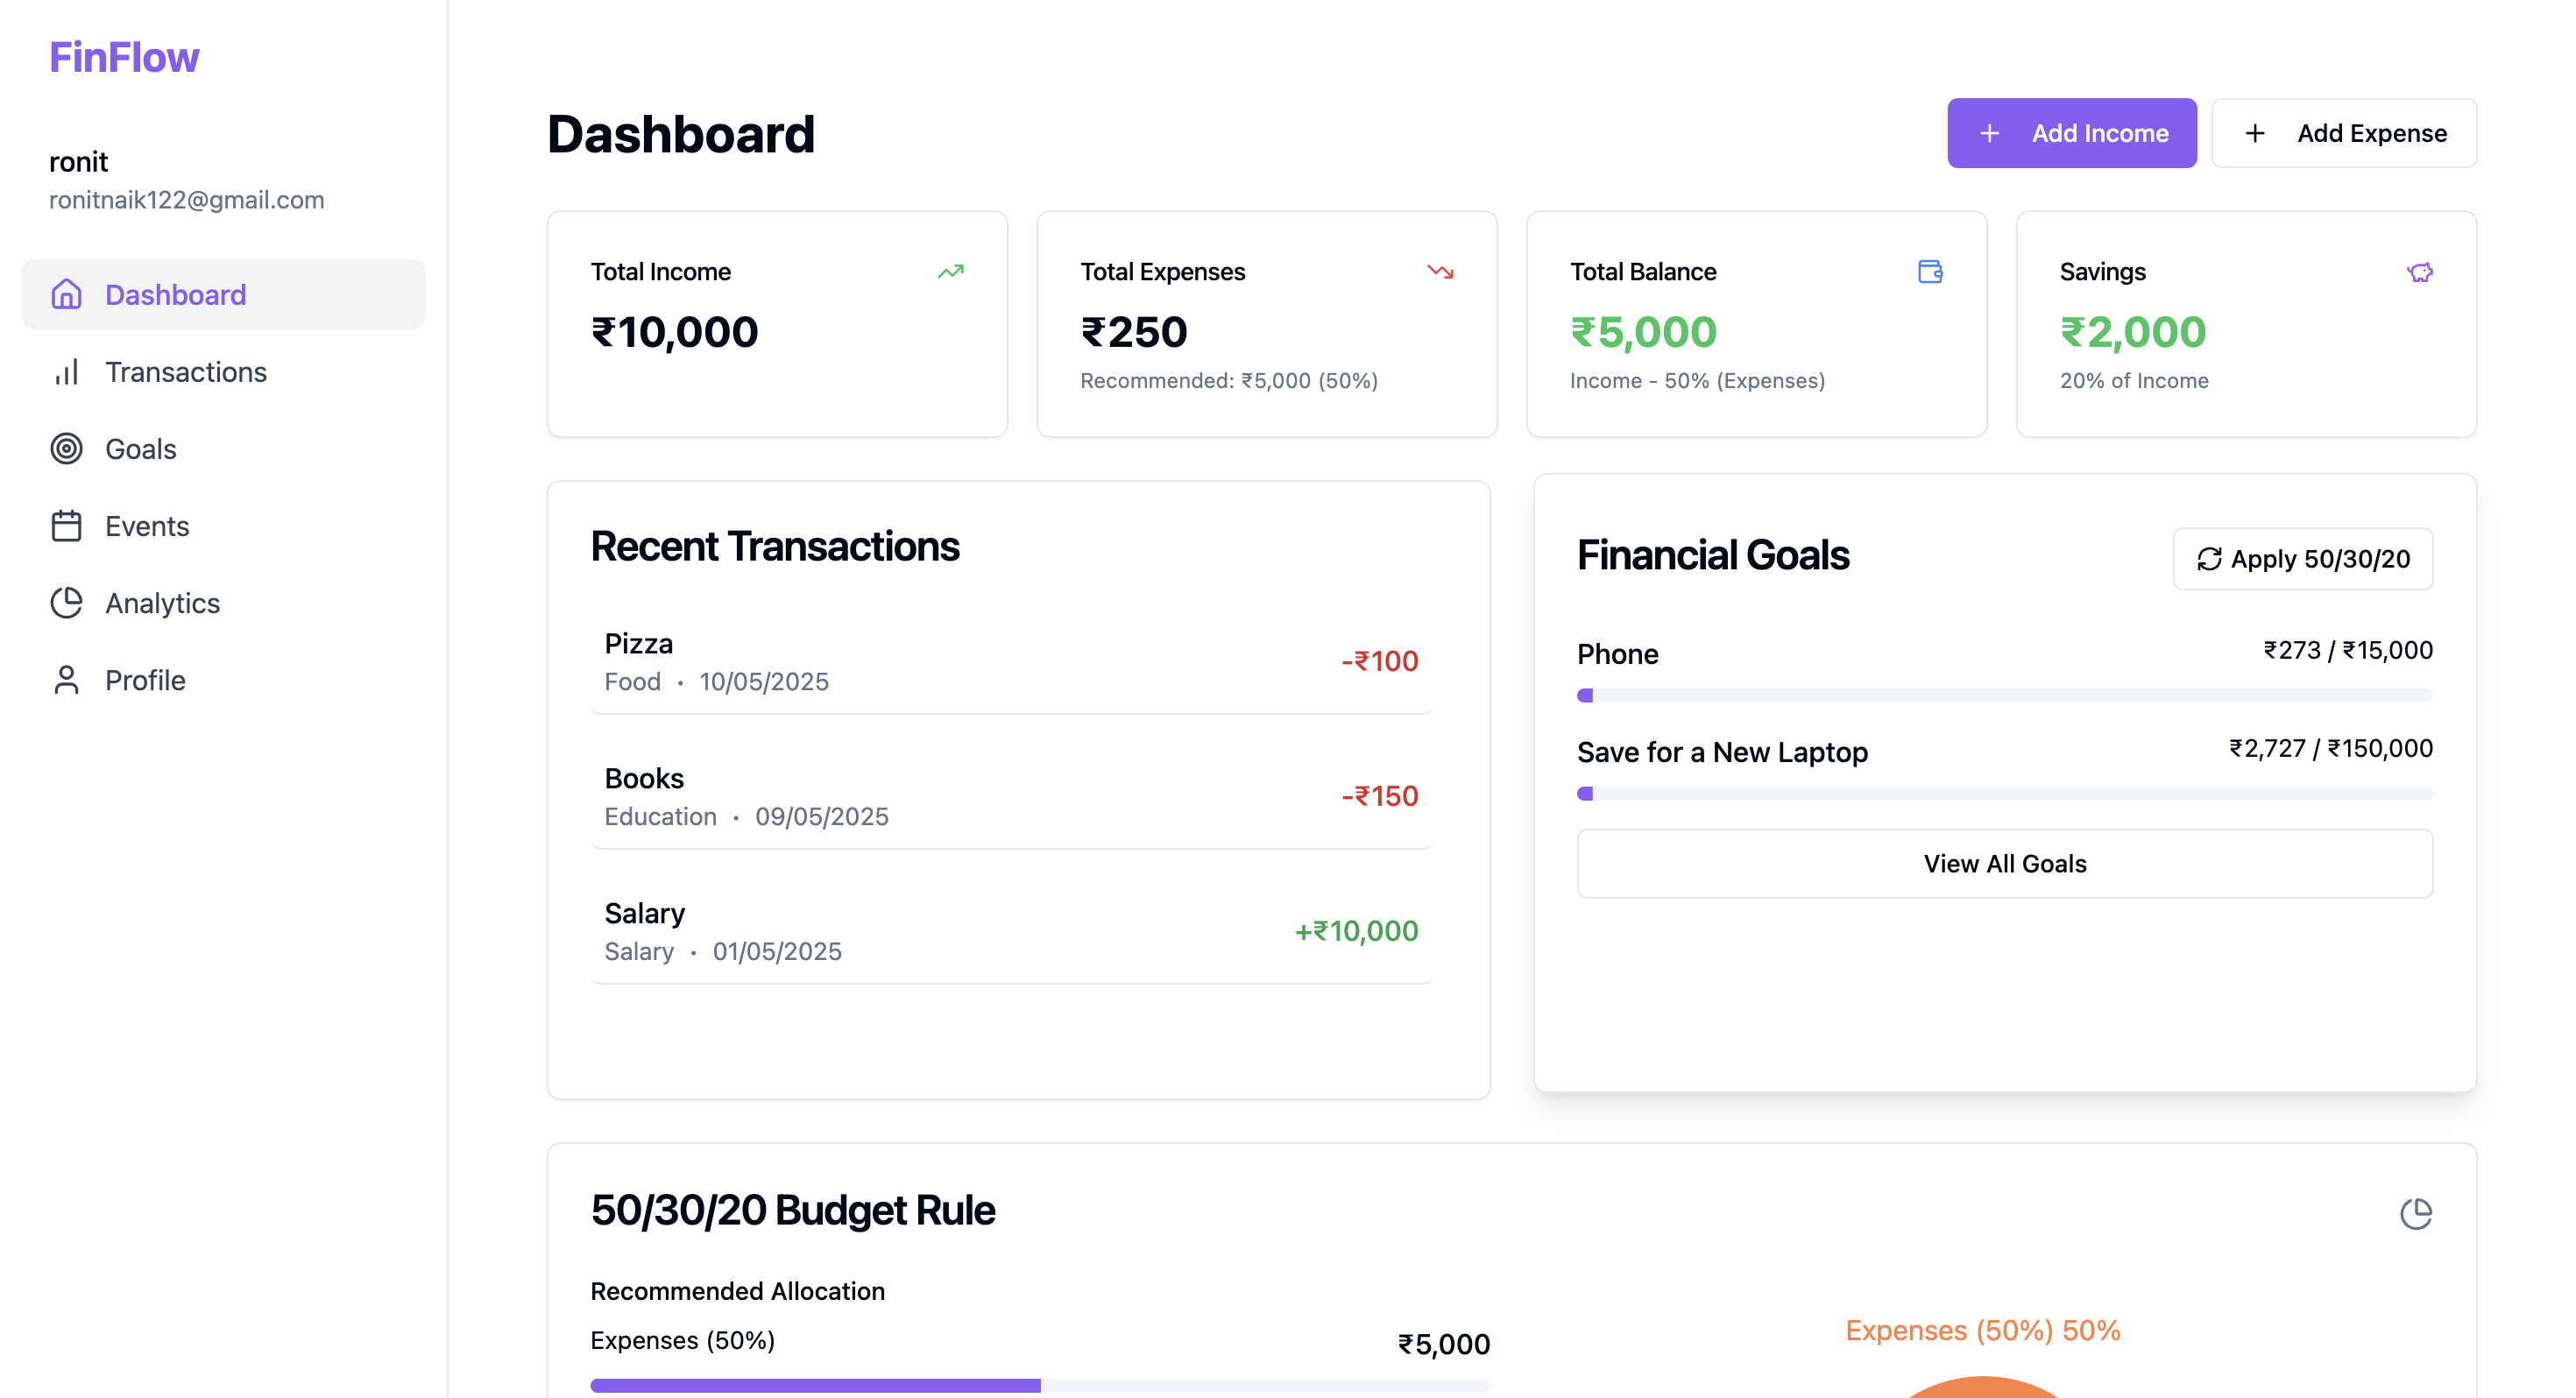 FinFlow
ronit
ronitnaik122@gmail.com
Dashboard
Transactions
Goals
Events
Analytics
Profile
Dashboard
+ Add Income
+ Add Expense
Total Income
₹10,000
Total Expenses
₹250
Recommended: ₹5,000 (50%)
Total Balance
₹5,000
Income - 50% (Expenses)
Savings
₹2,000
20% of Income
Recent Transactions
Pizza
Food • 10/05/2025
-₹100
Books
Education • 09/05/2025
-₹150
Salary
Salary • 01/05/2025
+₹10,000
Financial Goals
Apply 50/30/20
Phone
₹273 / ₹15,000
Save for a New Laptop
₹2,727 / ₹150,000
View All Goals
50/30/20 Budget Rule
Recommended Allocation
Expenses (50%)
₹5,000
Expenses (50%) 50%